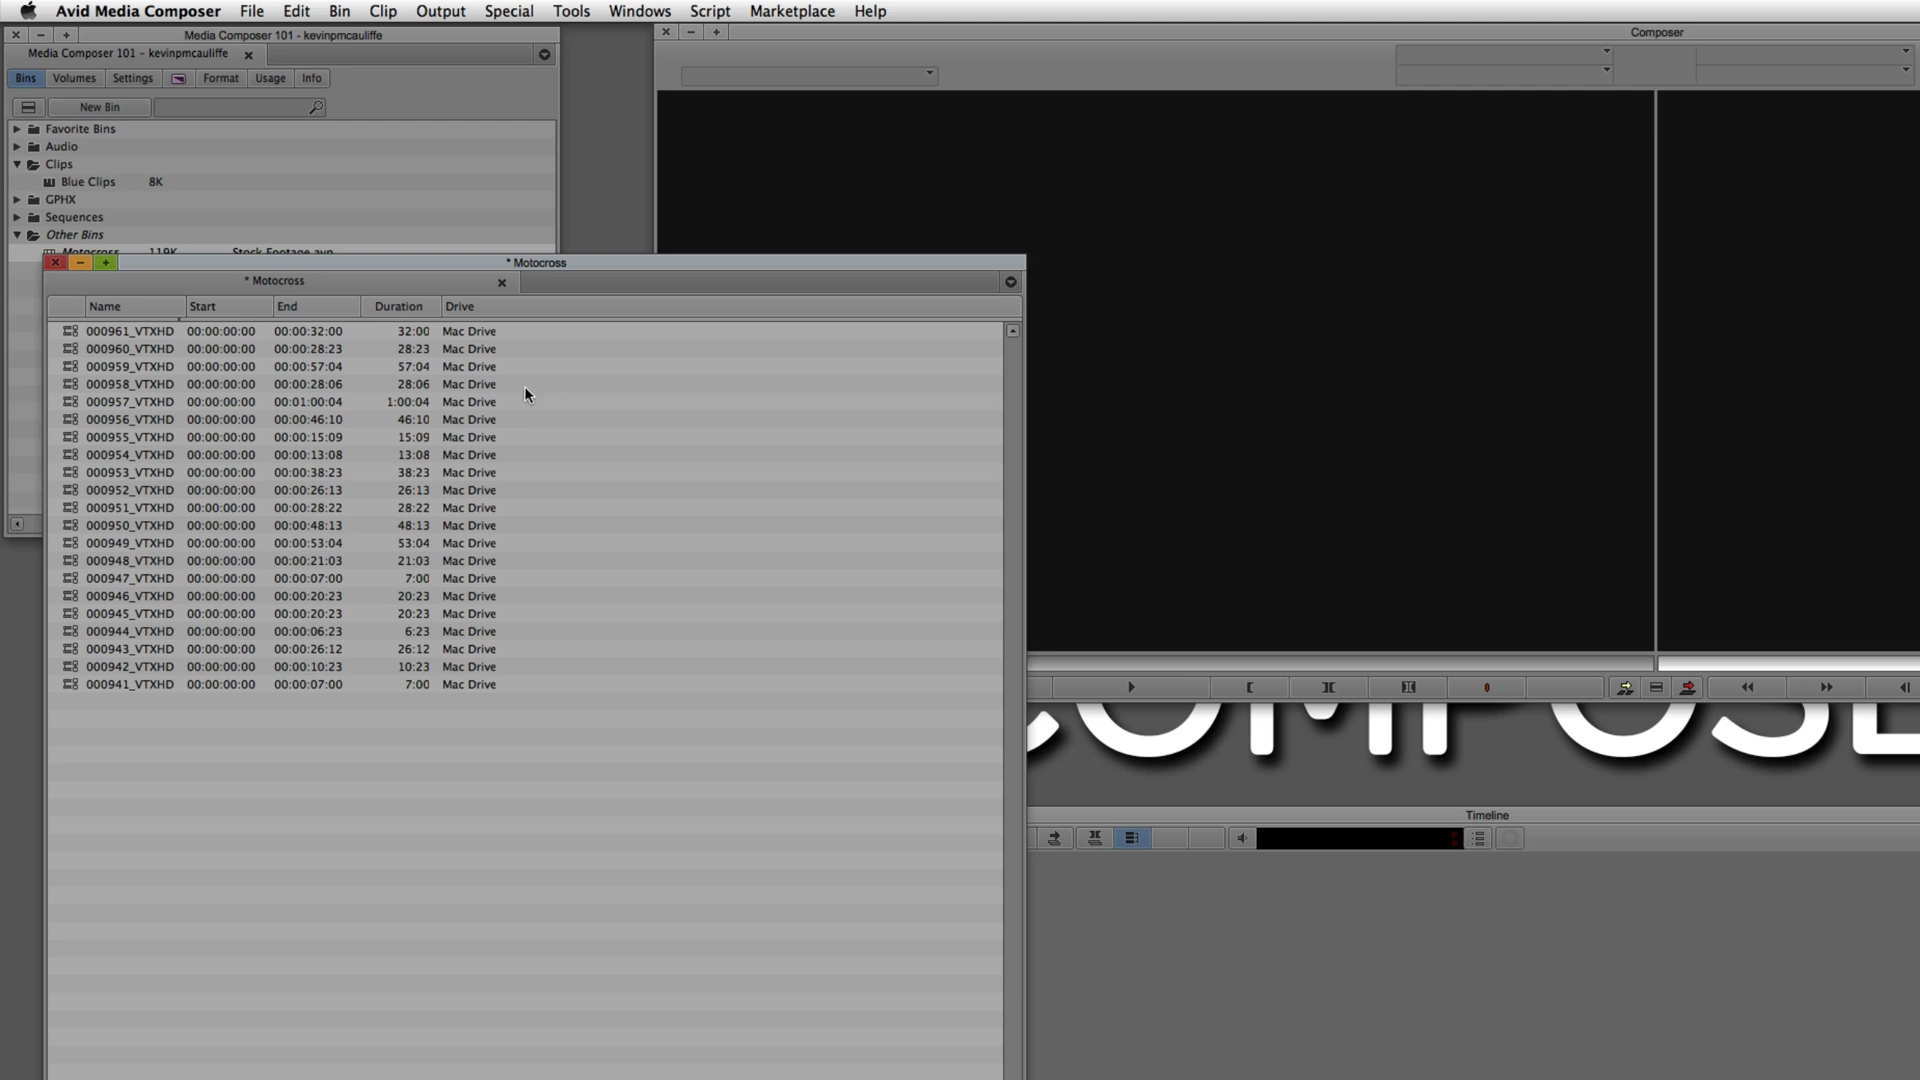 Avid Media Composer File Edit Bin Clip Output Special Tools Windows Script Marketplace Help
Media Composer 101 - kevinpmcauliffe
Composer
Media Composer 101 - kevinpmcauliffe
Bins Volumes Settings Format Usage Info
New Bin
Favorite Bins
Audio
Clips
Blue Clips 8K
GPHX
Sequences
Other Bins
Motocross 119K Stock Footage.avp
* Motocross
* Motocross
Name Start End Duration Drive
000961_VTXHD 00:00:00:00 00:00:32:00 32:00 Mac Drive
000960_VTXHD 00:00:00:00 00:00:28:23 28:23 Mac Drive
000959_VTXHD 00:00:00:00 00:00:57:04 57:04 Mac Drive
000958_VTXHD 00:00:00:00 00:00:28:06 28:06 Mac Drive
000957_VTXHD 00:00:00:00 00:01:00:04 1:00:04 Mac Drive
000956_VTXHD 00:00:00:00 00:00:46:10 46:10 Mac Drive
000955_VTXHD 00:00:00:00 00:00:15:09 15:09 Mac Drive
000954_VTXHD 00:00:00:00 00:00:13:08 13:08 Mac Drive
000953_VTXHD 00:00:00:00 00:00:38:23 38:23 Mac Drive
000952_VTXHD 00:00:00:00 00:00:26:13 26:13 Mac Drive
000951_VTXHD 00:00:00:00 00:00:28:22 28:22 Mac Drive
000950_VTXHD 00:00:00:00 00:00:48:13 48:13 Mac Drive
000949_VTXHD 00:00:00:00 00:00:53:04 53:04 Mac Drive
000948_VTXHD 00:00:00:00 00:00:21:03 21:03 Mac Drive
000947_VTXHD 00:00:00:00 00:00:07:00 7:00 Mac Drive
000946_VTXHD 00:00:00:00 00:00:20:23 20:23 Mac Drive
000945_VTXHD 00:00:00:00 00:00:20:23 20:23 Mac Drive
000944_VTXHD 00:00:00:00 00:00:06:23 6:23 Mac Drive
000943_VTXHD 00:00:00:00 00:00:26:12 26:12 Mac Drive
000942_VTXHD 00:00:00:00 00:00:10:23 10:23 Mac Drive
000941_VTXHD 00:00:00:00 00:00:07:00 7:00 Mac Drive
COMPOSE
Timeline